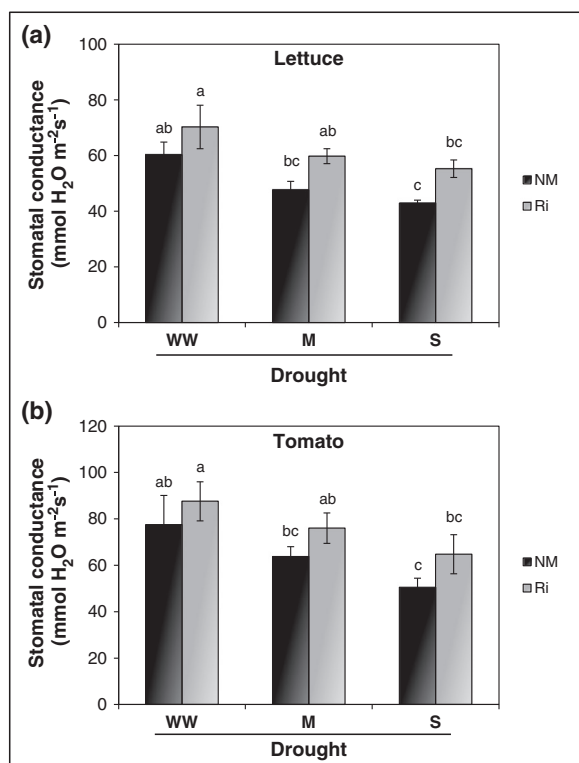 (a)
Lettuce
Stomatal conductance
(mmol H₂O m⁻²s⁻¹)
100
80
60
40
20
0
ab
a
bc
ab
c
bc
NM
Ri
WW
M
S
Drought
(b)
Tomato
Stomatal conductance
(mmol H₂O m⁻²s⁻¹)
120
100
80
60
40
20
0
ab
a
bc
ab
c
bc
NM
Ri
WW
M
S
Drought